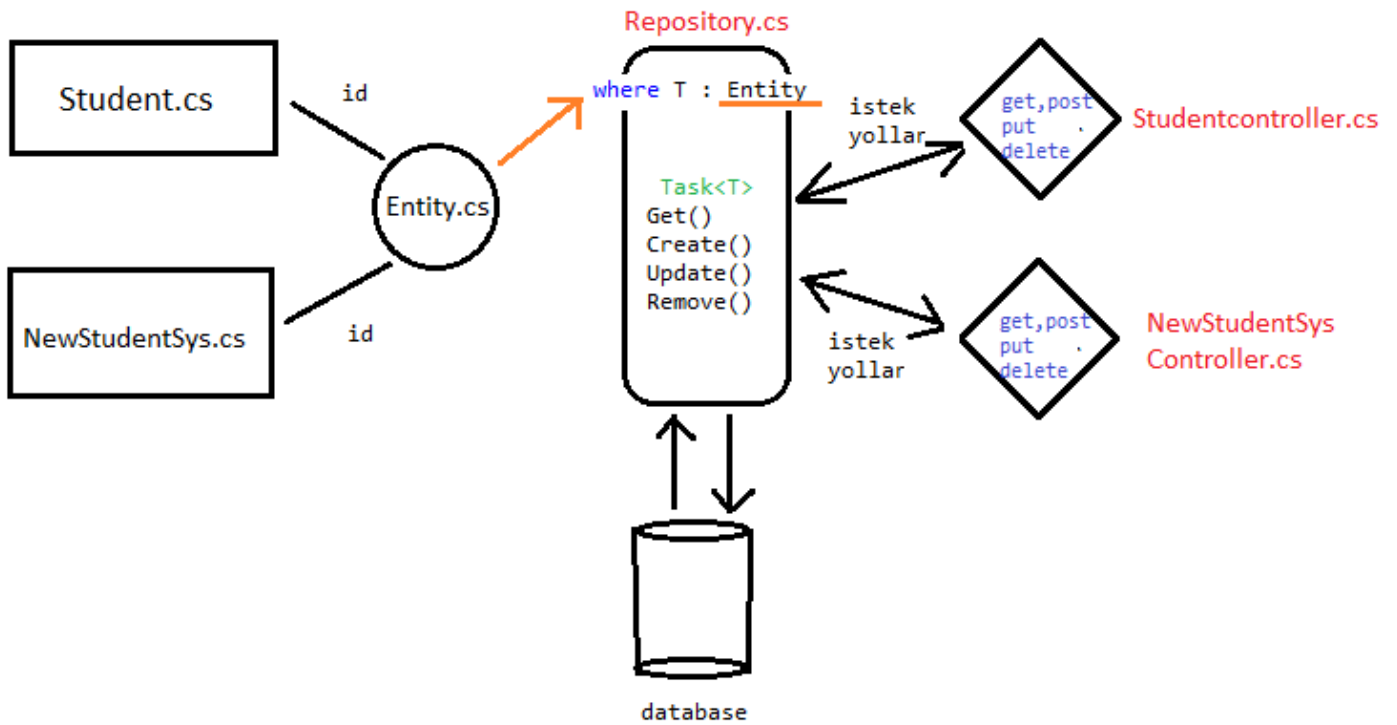 Repository.cs
Student.cs
id
where T : Entity
istek
yollar
get,post
put .
delete
Studentcontroller.cs
Entity.cs
Task<T>
Get()
Create()
Update()
Remove()
NewStudentSys.cs
id
istek
yollar
get,post
put .
delete
NewStudentSys
Controller.cs
database